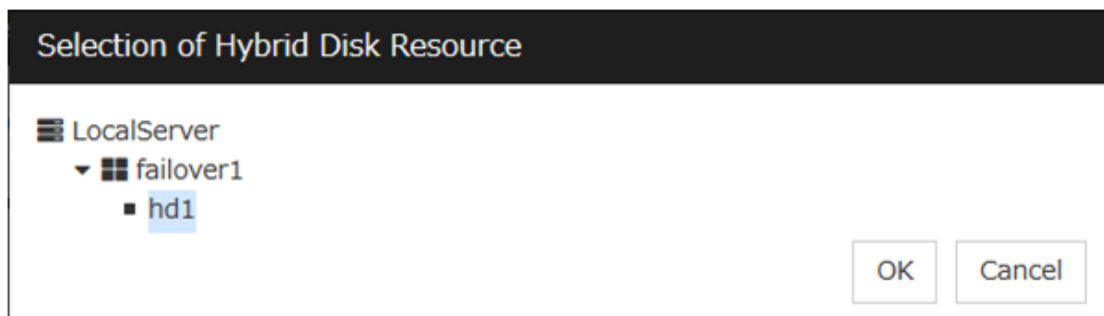 Selection of Hybrid Disk Resource
LocalServer
failover1
hd1
OK Cancel